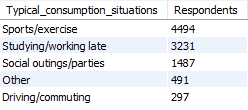 Typical_consumption_situations Respondents
Sports/exercise 4494
Studying/working late 3231
Social outings/parties 1487
Other 491
Driving/commuting 297